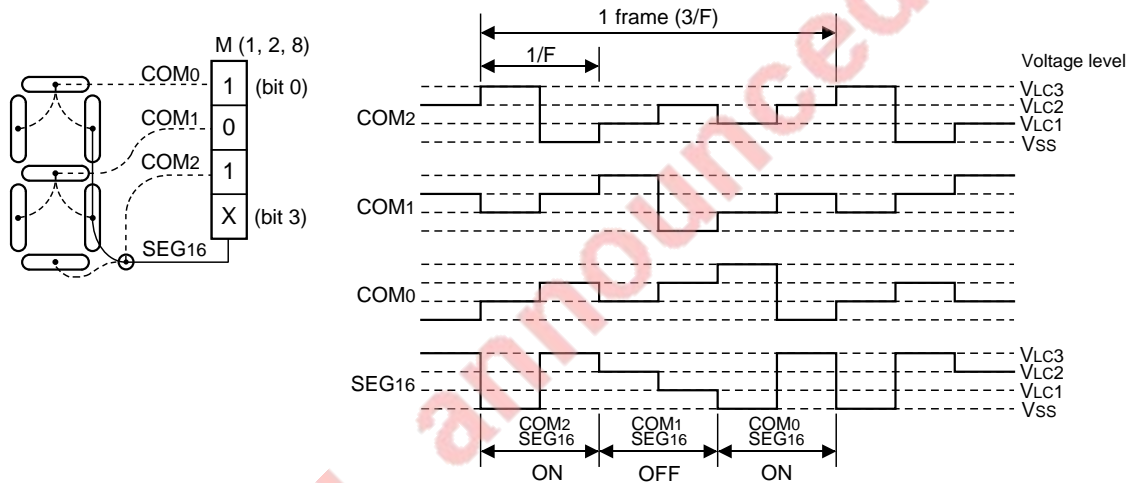 1 frame (3/F)
M (1, 2, 8)
1/F
Voltage level
COM0
1
(bit 0)
COM1
0
COM2
1
X
(bit 3)
SEG16
COM2
VLC3
VLC2
VLC1
VSS
COM1
COM0
SEG16
VLC3
VLC2
VLC1
VSS
COM2
SEG16
COM1
SEG16
COM0
SEG16
ON
OFF
ON
announced